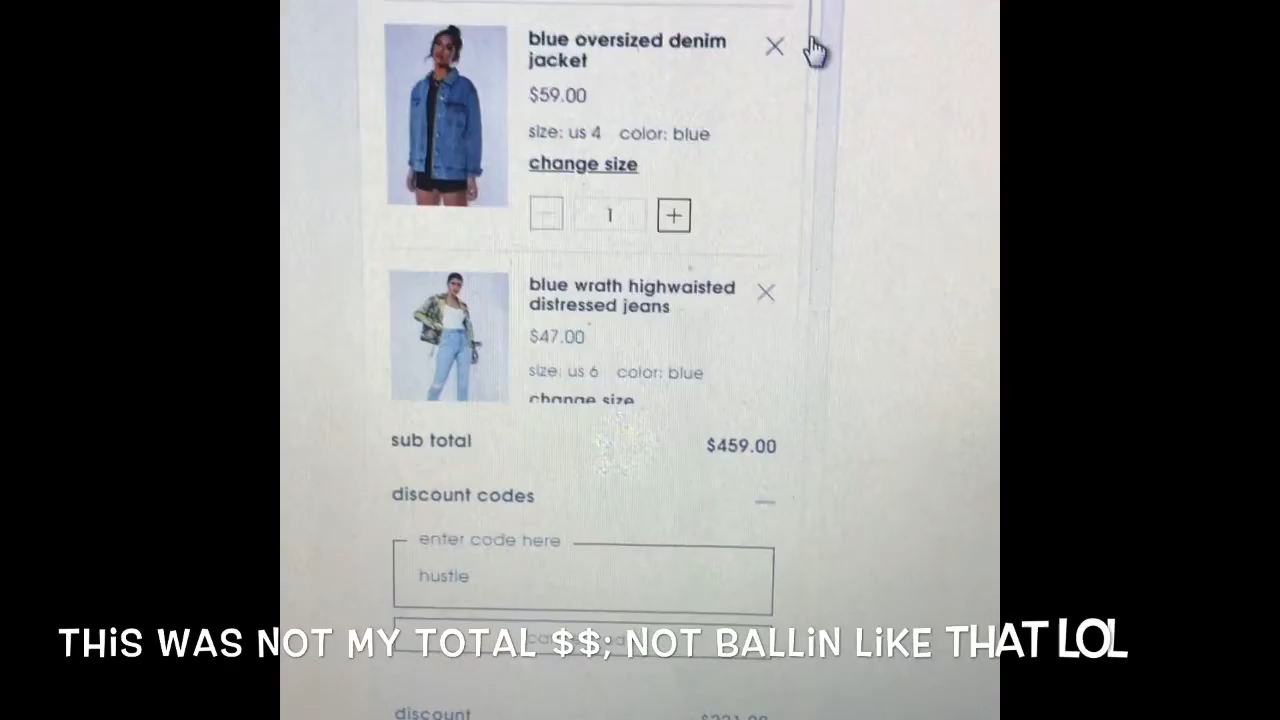 blue oversized denim
jacket
$59.00
size: us 4 color: blue
change size
1
blue wrath highwaisted
distressed jeans
$47.00
size: us 6 color: blue
change size
sub total $459.00
discount codes
enter code here
hustle
THiS WAS NOT MY TOTAL $$; NOT BALLiN LiKE THAT LOL
discount